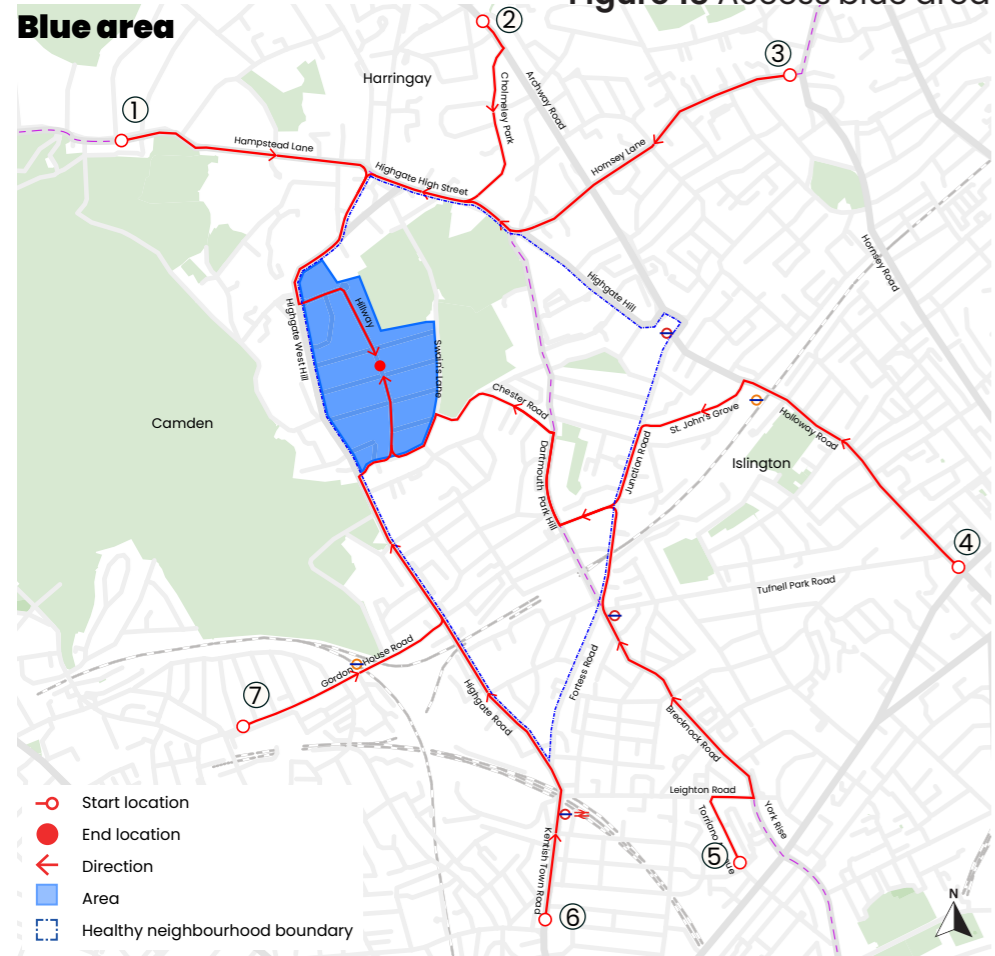 Figure 18 Access blue area
Blue area
②
③
Harringay
①
Archway Road
Cholmeley Park
Hampstead Lane
Hornsey Lane
Highgate High Street
Hornsey Road
Highgate Hill
Highgate West Hill
Hillway
Swain's Lane
Chester Road
Holloway Road
St. John's Grove
Camden
Junction Road
Islington
Dartmouth Park Hill
④
Tufnell Park Road
Gordon House Road
Fortess Road
⑦
Highgate Road
Brecknock Road
Leighton Road
York Rise
⑤
Kentish Town Road
⑥
N
Start location
End location
Direction
Area
Healthy neighbourhood boundary